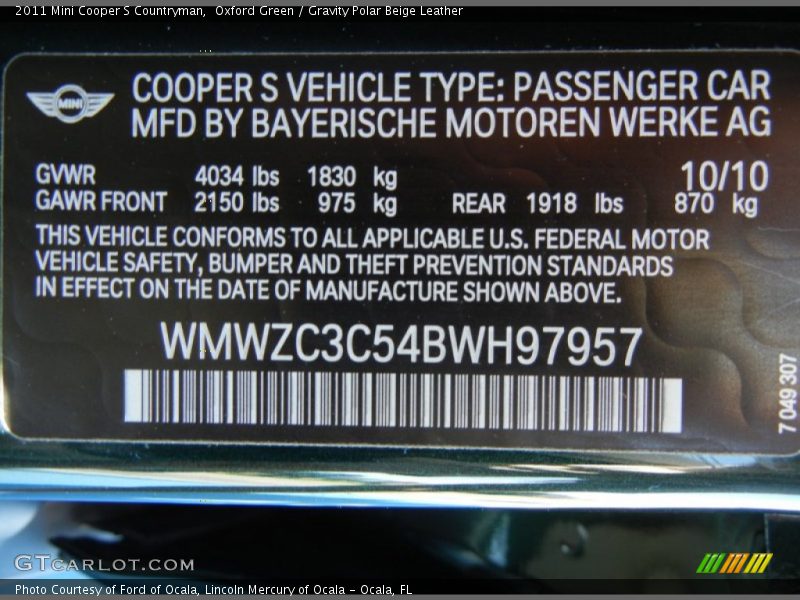 2011 Mini Cooper S Countryman, Oxford Green / Gravity Polar Beige Leather
MINI
COOPER S VEHICLE TYPE: PASSENGER CAR
MFD BY BAYERISCHE MOTOREN WERKE AG
GVWR 4034 lbs 1830 kg 10/10
GAWR FRONT 2150 lbs 975 kg REAR 1918 lbs 870 kg
THIS VEHICLE CONFORMS TO ALL APPLICABLE U.S. FEDERAL MOTOR
VEHICLE SAFETY, BUMPER AND THEFT PREVENTION STANDARDS
IN EFFECT ON THE DATE OF MANUFACTURE SHOWN ABOVE.
WMWZC3C54BWH97957
7 049 307
GTCARLOT.COM
Photo Courtesy of Ford of Ocala, Lincoln Mercury of Ocala - Ocala, FL